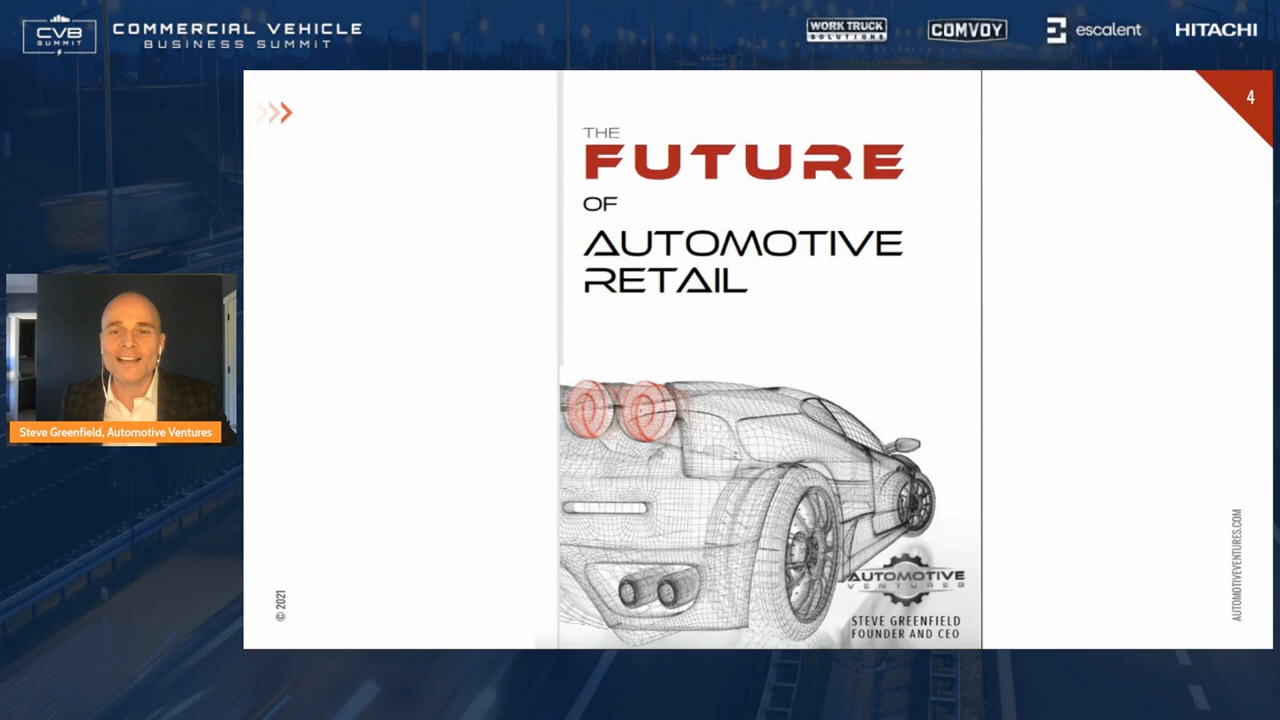 CVB
SUMMIT
COMMERCIAL VEHICLE
BUSINESS SUMMIT
WORK TRUCK
SOLUTIONS
COMVOY
escalent
HITACHI
4
THE
FUTURE
OF
AUTOMOTIVE
RETAIL
Steve Greenfield, Automotive Ventures
AUTOMOTIVE
VENTURES
STEVE GREENFIELD
FOUNDER AND CEO
© 2021
AUTOMOTIVEVENTURES.COM